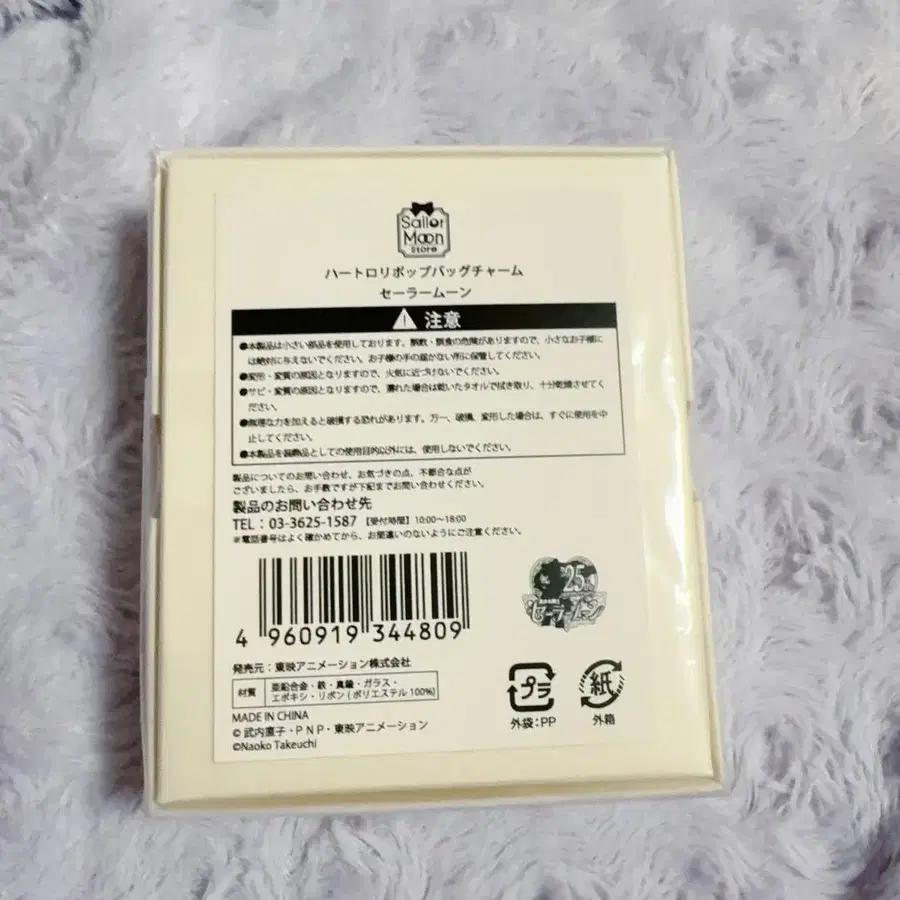 Sailor
Moon
store
ハートロリポップバッグチャーム
セーラームーン
注意
●本製品は小さい部品を使用しております。誤飲・誤食の危険がありますので、小さなお子様に
は絶対に与えないでください。お子様の手の届かない所に保管してください。
●変形・変質の原因となりますので、火気に近づけないでください。
●サビ・変質の原因となりますので、濡れた場合は乾いたタオルで拭き取り、十分乾燥させてく
ださい。
●無理な力を加えると破損する恐れがあります。万一、破損、変形した場合は、すぐに使用を中
止してください。
●本製品を装飾品としての使用目的以外には、使用しないでください。
製品についてのお問い合わせ、お気づきの点、不都合な点が
ございましたら、お手数ですが下記までお問い合わせください。
製品のお問い合わせ先
TEL : 03-3625-1587 【受付時間】10:00〜18:00
※電話番号はよく確かめてから、お間違いのないようにご注意ください。
25th
セーラームーン
4 960919 344809
発売元:東映アニメーション株式会社
材質 亜鉛合金・鉄・真鍮・ガラス・
エポキシ・リボン(ポリエステル100%)
MADE IN CHINA
© 武内直子・PNP・東映アニメーション
©Naoko Takeuchi
プラ
外袋:PP
紙
外箱